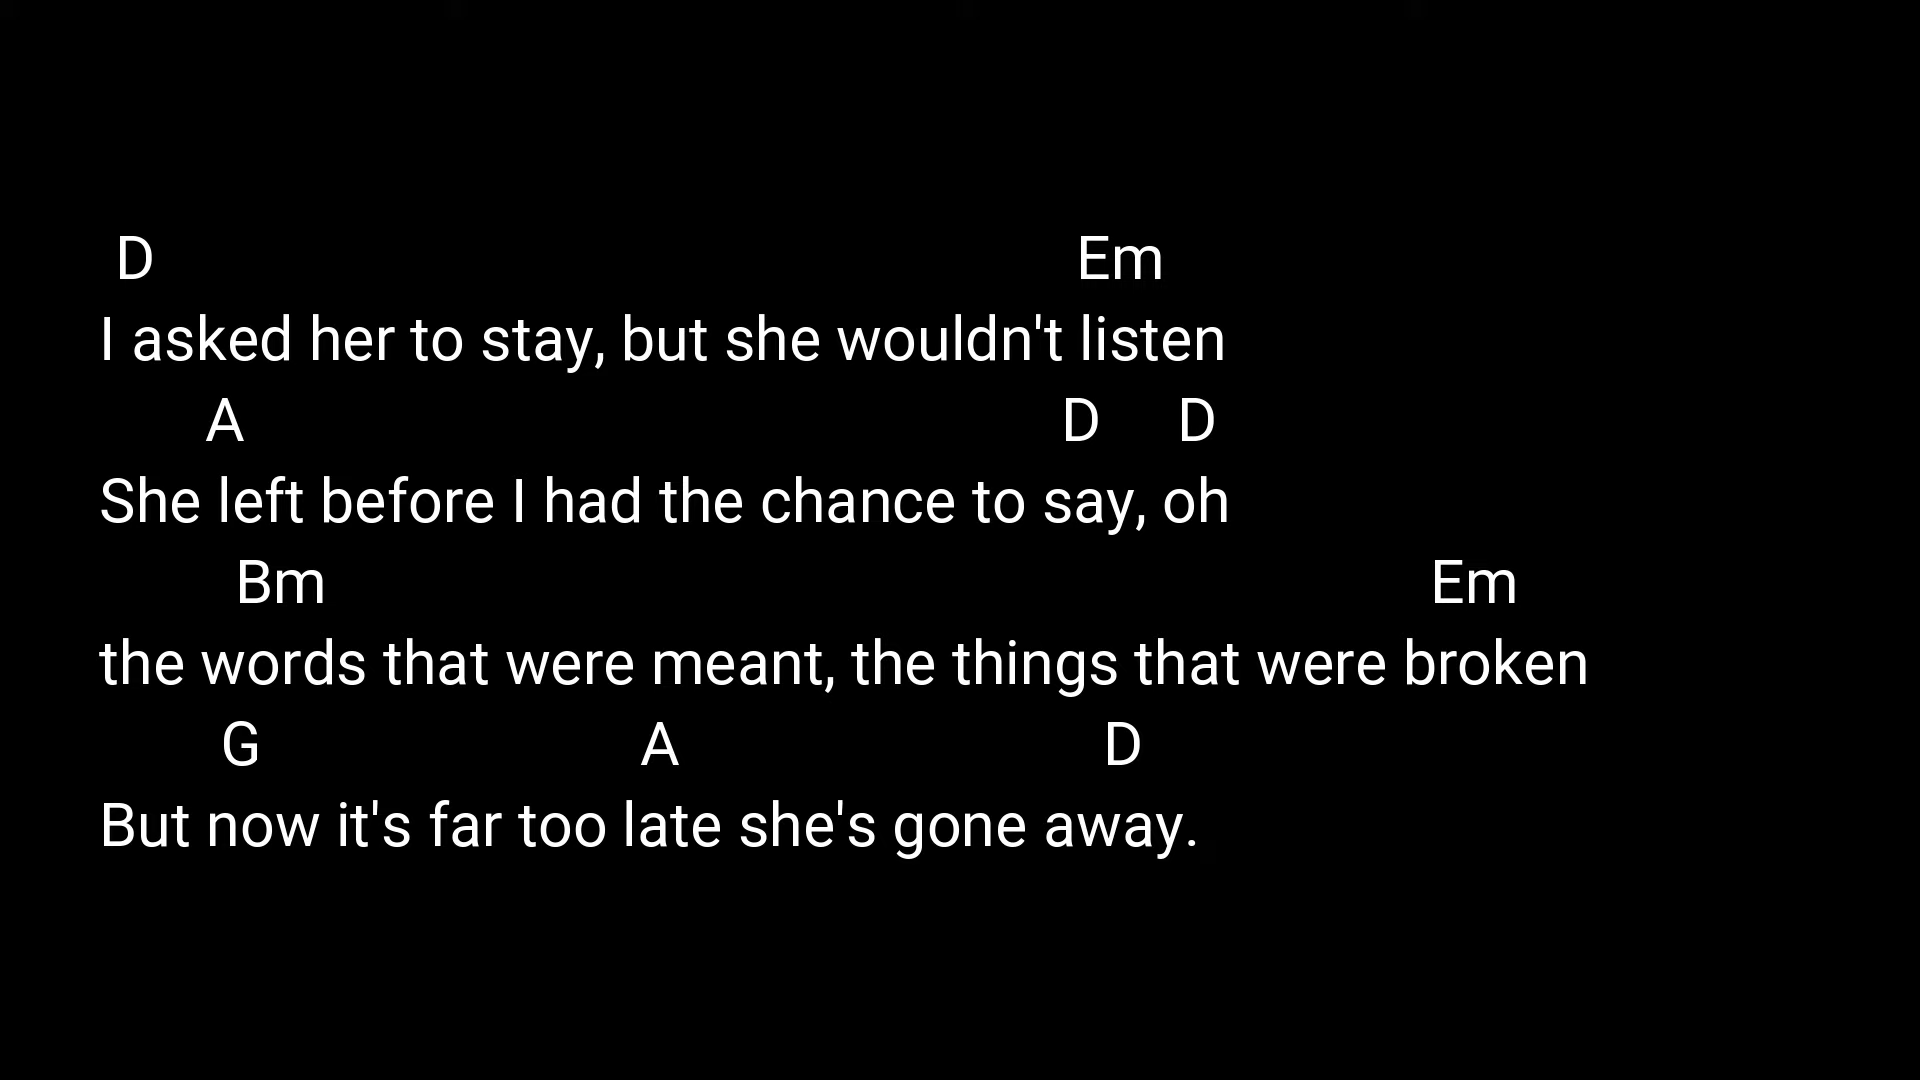 D Em
I asked her to stay, but she wouldn't listen
A D D
She left before I had the chance to say, oh
Bm Em
the words that were meant, the things that were broken
G A D
But now it's far too late she's gone away.